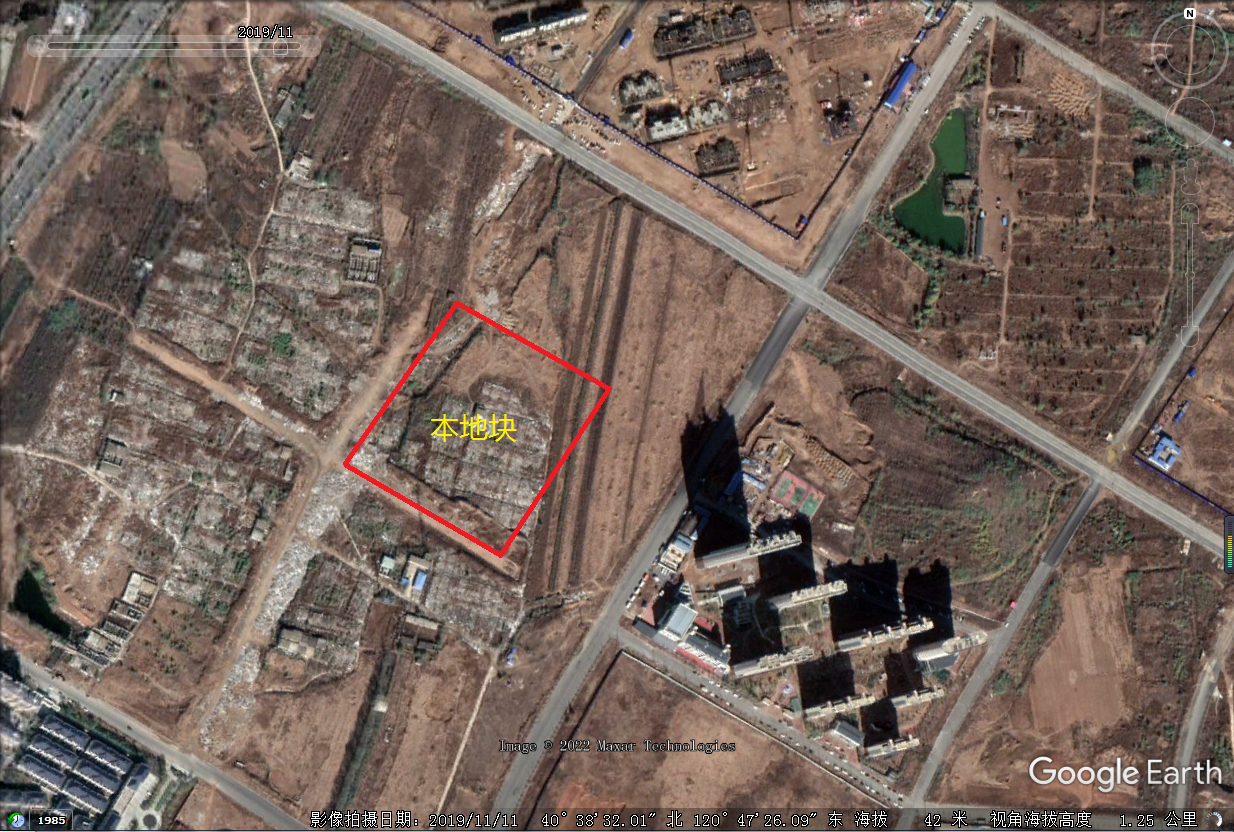 2019/11
N
本地块
Image © 2022 Maxar Technologies
Google Earth
1985
影像拍摄日期: 2019/11/11 40°38'32.01" 北 120°47'26.09" 东 海拔 42 米 视角海拔高度 1.25 公里